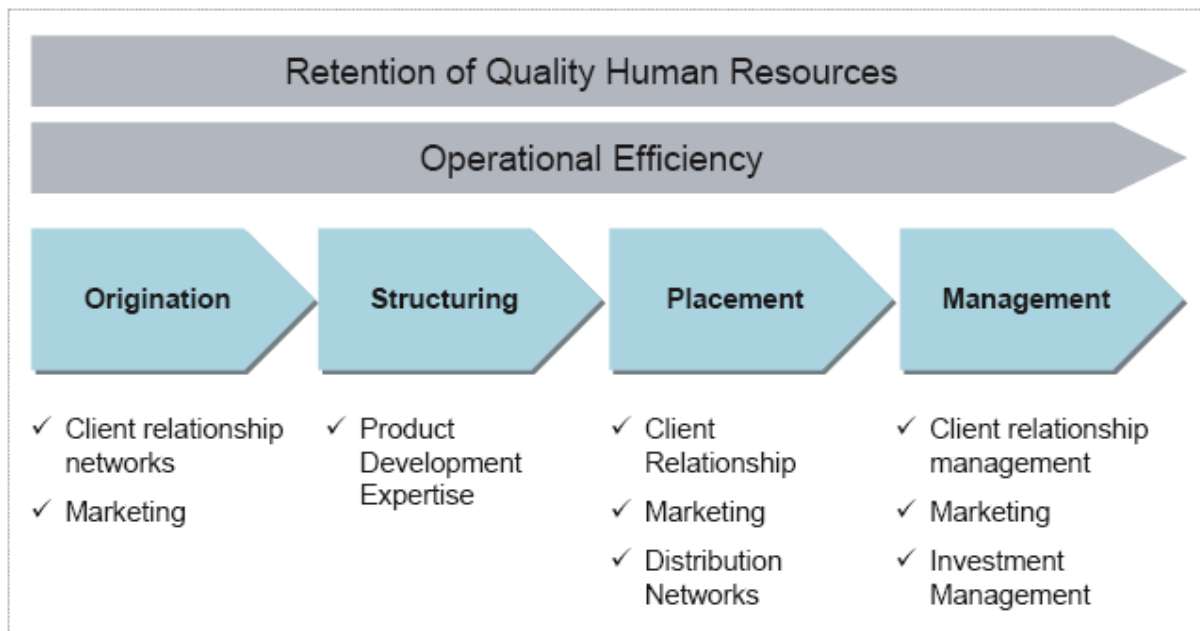 Retention of Quality Human Resources
Operational Efficiency
Origination
Structuring
Placement
Management
✓ Client relationship
networks
✓ Marketing
✓ Product
Development
Expertise
✓ Client
Relationship
✓ Marketing
✓ Distribution
Networks
✓ Client relationship
management
✓ Marketing
✓ Investment
Management